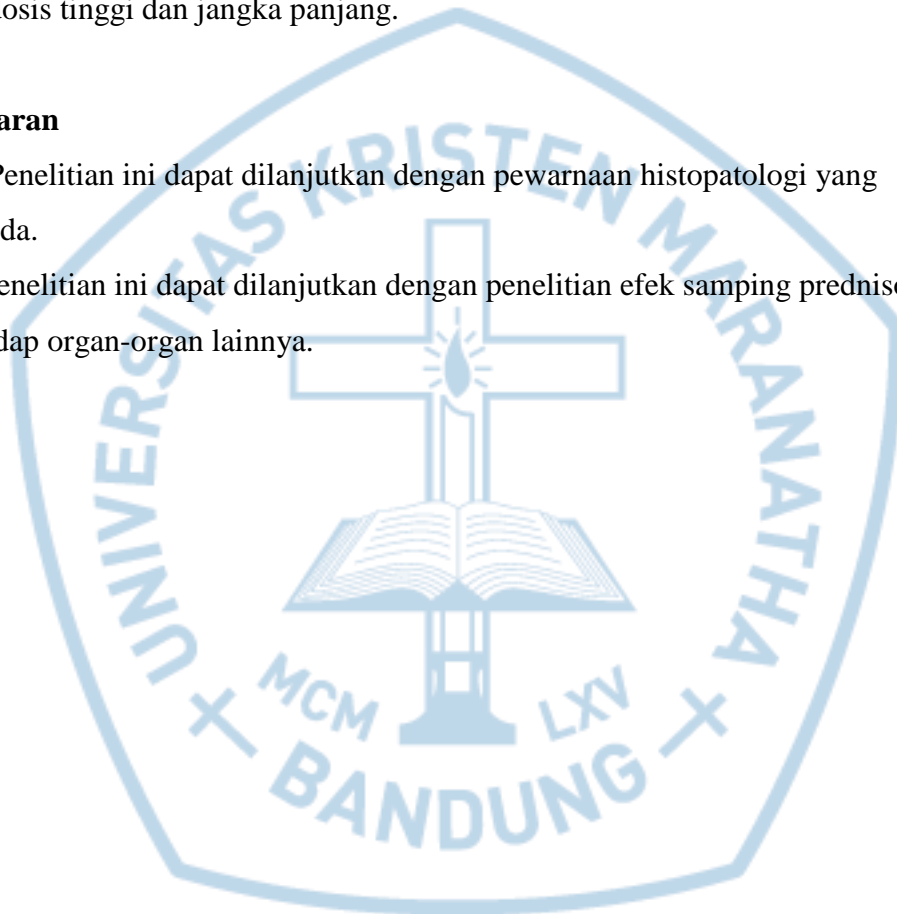 osis tinggi dan jangka panjang.
aran
Penelitian ini dapat dilanjutkan dengan pewarnaan histopatologi yang
da.
enelitian ini dapat dilanjutkan dengan penelitian efek samping prednis
dap organ-organ lainnya.
UNIVERSITAS KRISTEN MARANATHA
MCM LXV
BANDUNG